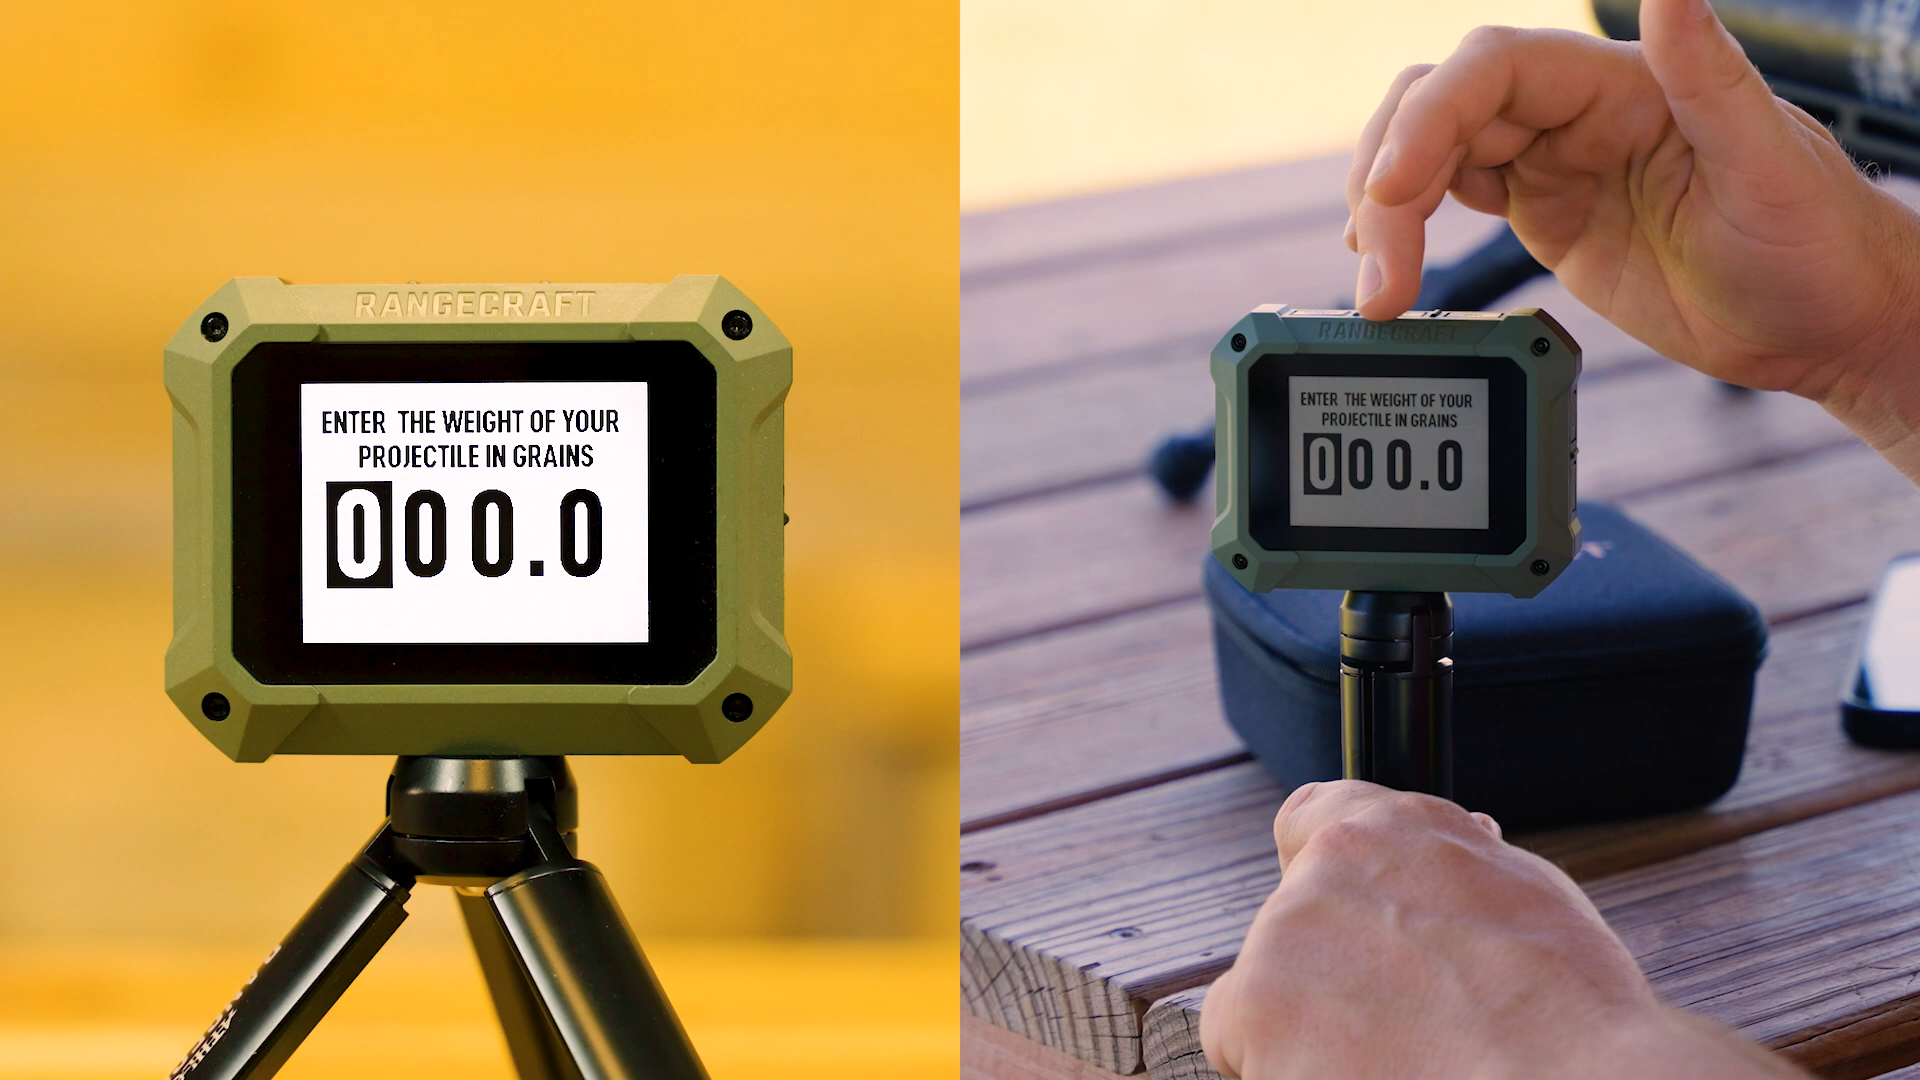 RANGECRAFT
ENTER THE WEIGHT OF YOUR
PROJECTILE IN GRAINS
000.0
RANGECRAFT
ENTER THE WEIGHT OF YOUR
PROJECTILE IN GRAINS
000.0